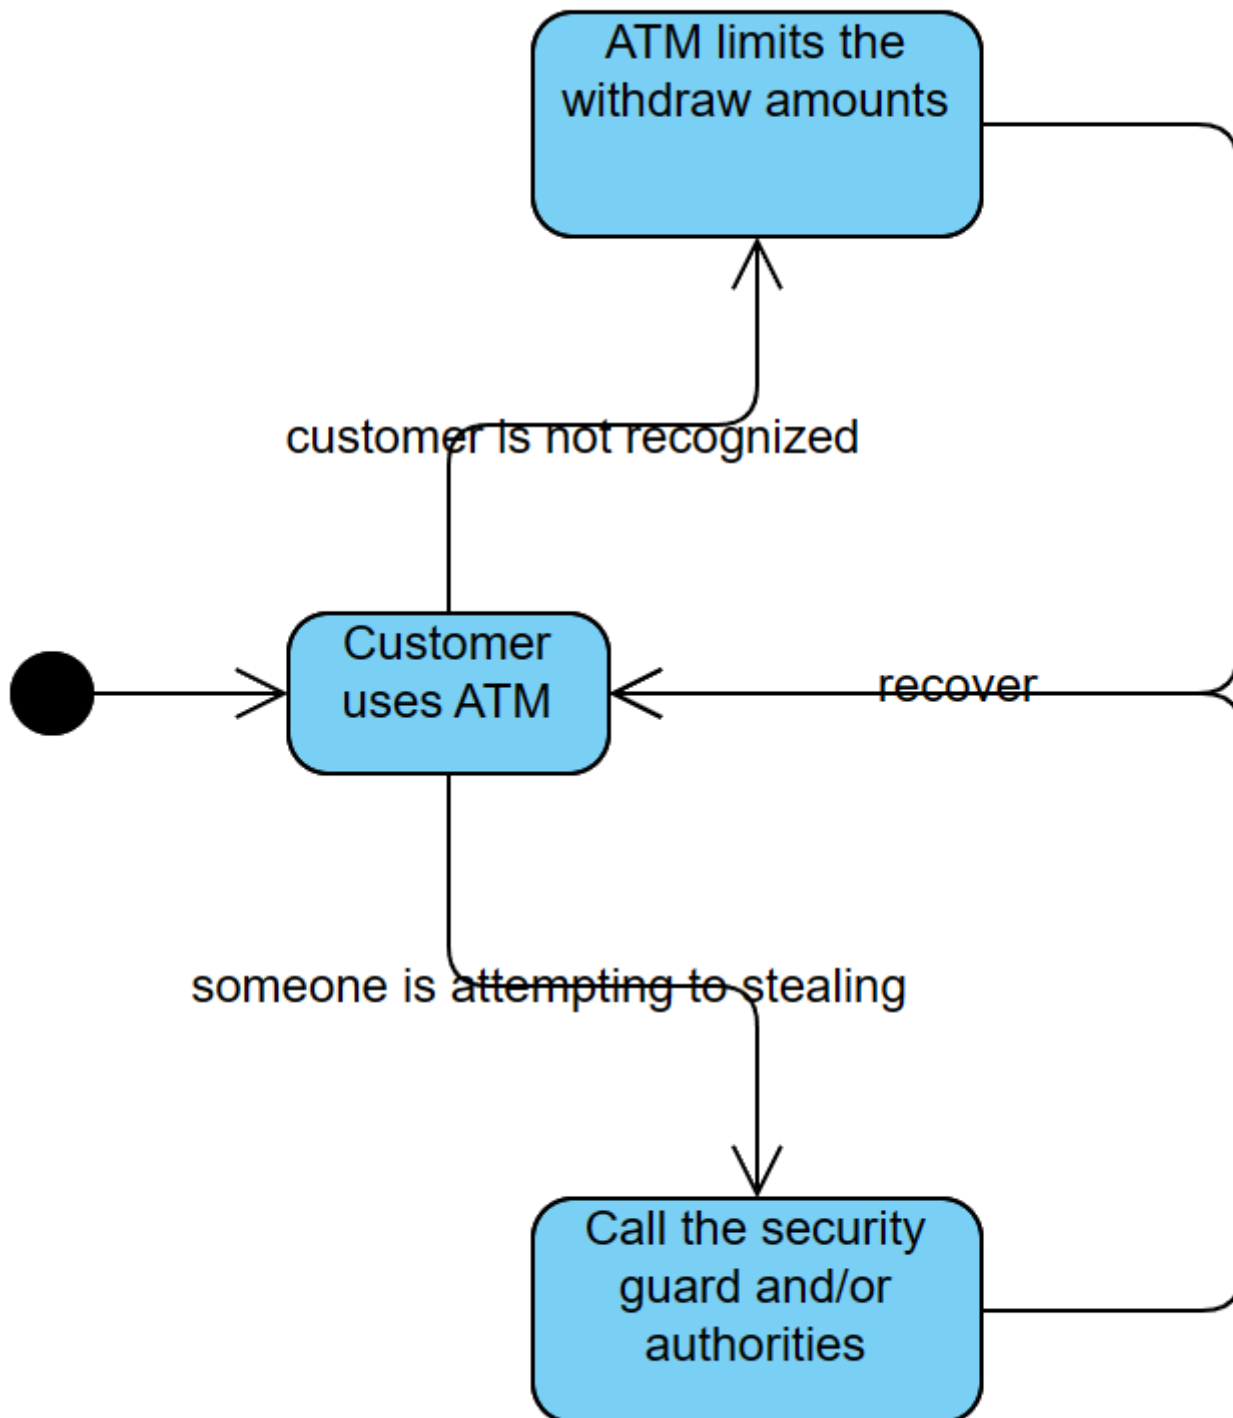 ATM limits the
withdraw amounts
customer is not recognized
Customer
uses ATM
recover
someone is attempting to stealing
Call the security
guard and/or
authorities